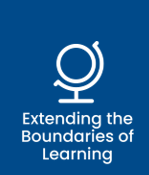 Extending the
Boundaries of
Learning